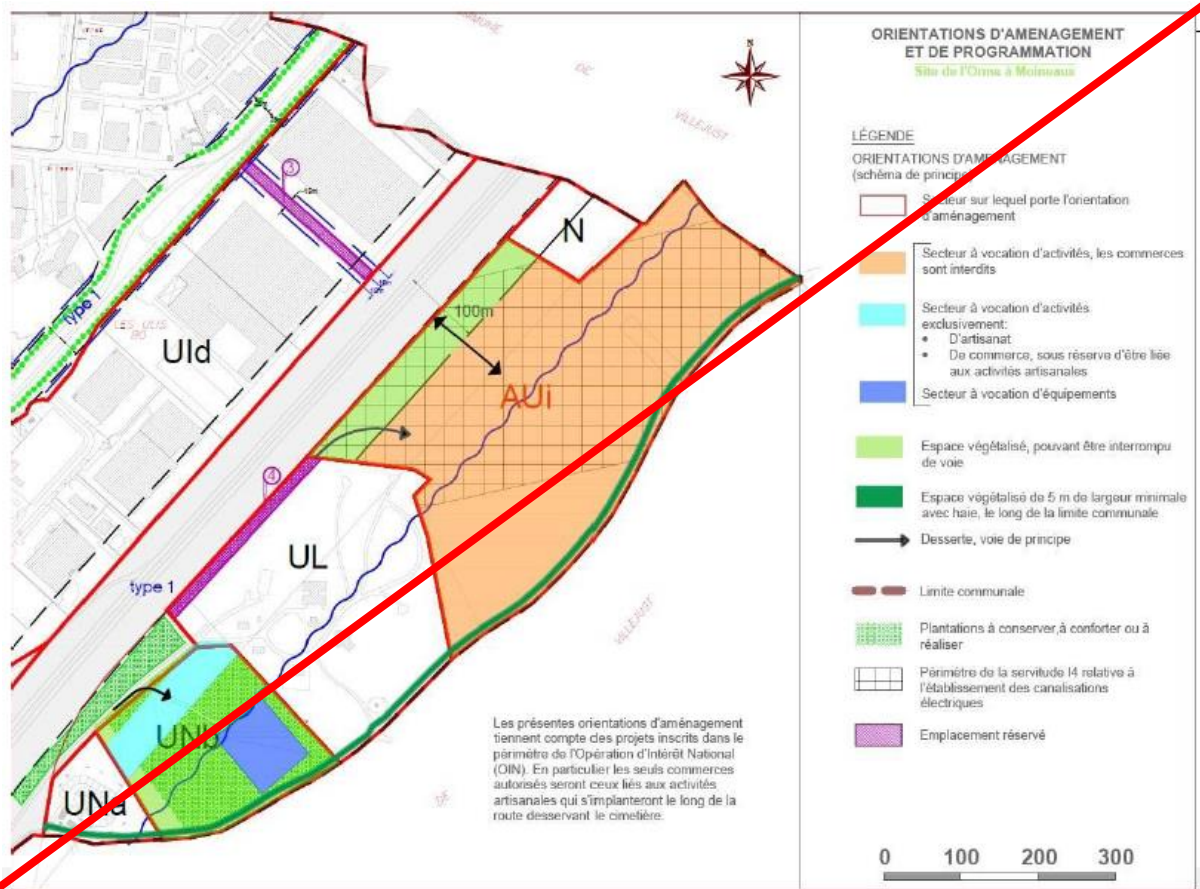 COMMUNE
DE
VILLEJUST
ORIENTATIONS D'AMENAGEMENT
ET DE PROGRAMMATION
Site de l'Orme à Moineaux
LÉGENDE
ORIENTATIONS D'AMENAGEMENT
(schéma de principe)
Secteur sur lequel porte l'orientation
d'aménagement
Secteur à vocation d'activités, les commerces
sont interdits
Secteur à vocation d'activités
exclusivement:
• D'artisanat
• De commerce, sous réserve d'être liée
aux activités artisanales
Secteur à vocation d'équipements
Espace végétalisé, pouvant être interrompu
de voie
Espace végétalisé de 5 m de largeur minimale
avec haie, le long de la limite communale
Desserte, voie de principe
Limite communale
Plantations à conserver,à conforter ou à
réaliser
Périmètre de la servitude I4 relative à
l'établissement des canalisations
électriques
Emplacement réservé
0 100 200 300
N
3
N
100m
type 1
LES ULIS
UId
AUi
4
UL
type 1
VILLEJUST
UNb
UNa
DE
Les présentes orientations d'aménagement
tiennent compte des projets inscrits dans le
périmètre de l'Opération d'Intérêt National
(OIN). En particulier les seuls commerces
autorisés seront ceux liés aux activités
artisanales qui s'implanteront le long de la
route desservant le cimetière.